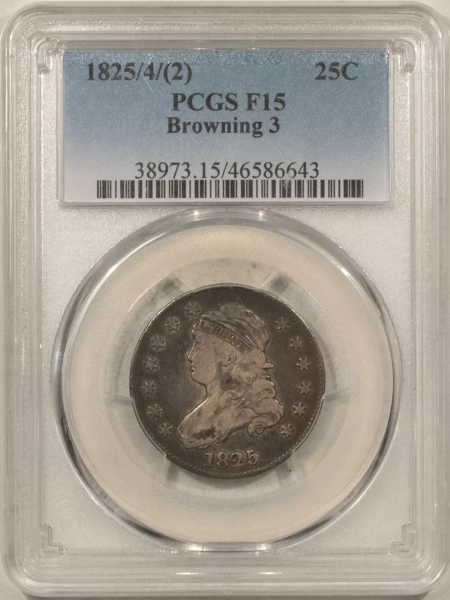 1825/4/(2) 25C
PCGS F15
Browning 3
38973.15/46586643
LIBERTY
1825